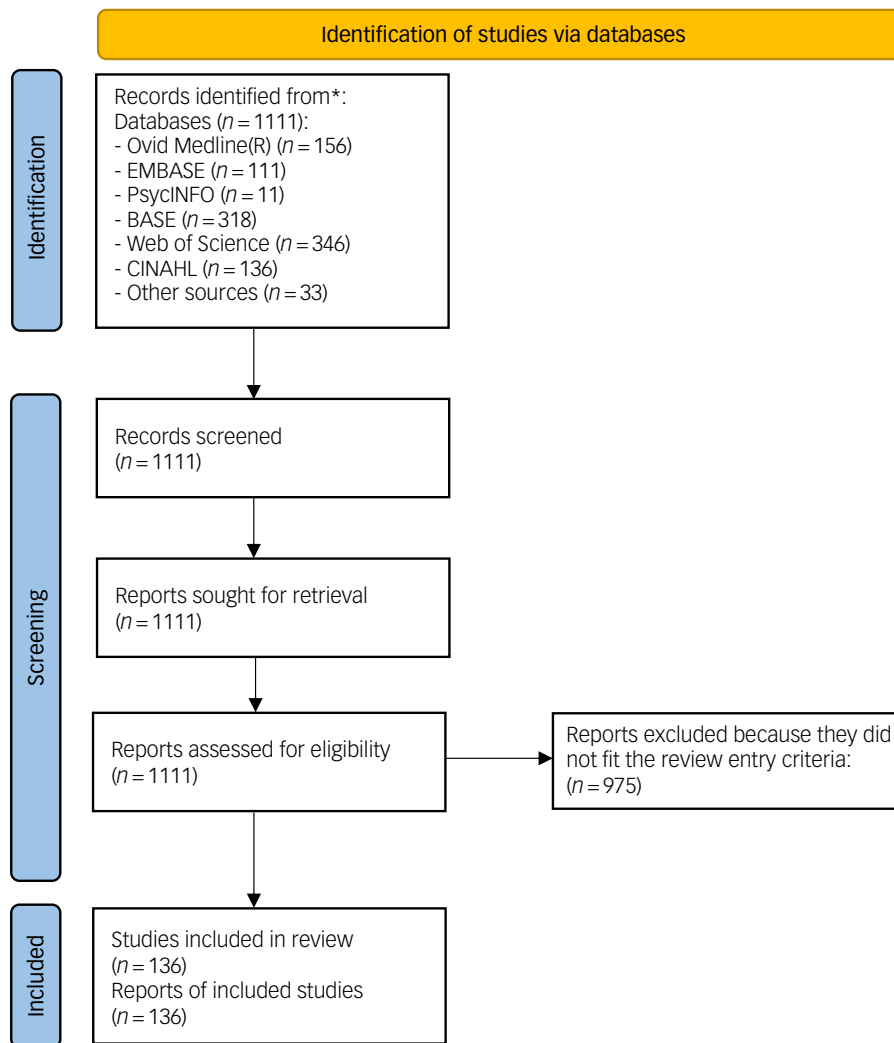 Identification of studies via databases
Identification
Records identified from*:
Databases (n = 1111):
- Ovid Medline(R) (n = 156)
- EMBASE (n = 111)
- PsycINFO (n = 11)
- BASE (n = 318)
- Web of Science (n = 346)
- CINAHL (n = 136)
- Other sources (n = 33)
Screening
Records screened
(n = 1111)
Reports sought for retrieval
(n = 1111)
Reports assessed for eligibility
(n = 1111)
Reports excluded because they did
not fit the review entry criteria:
(n = 975)
Included
Studies included in review
(n = 136)
Reports of included studies
(n = 136)